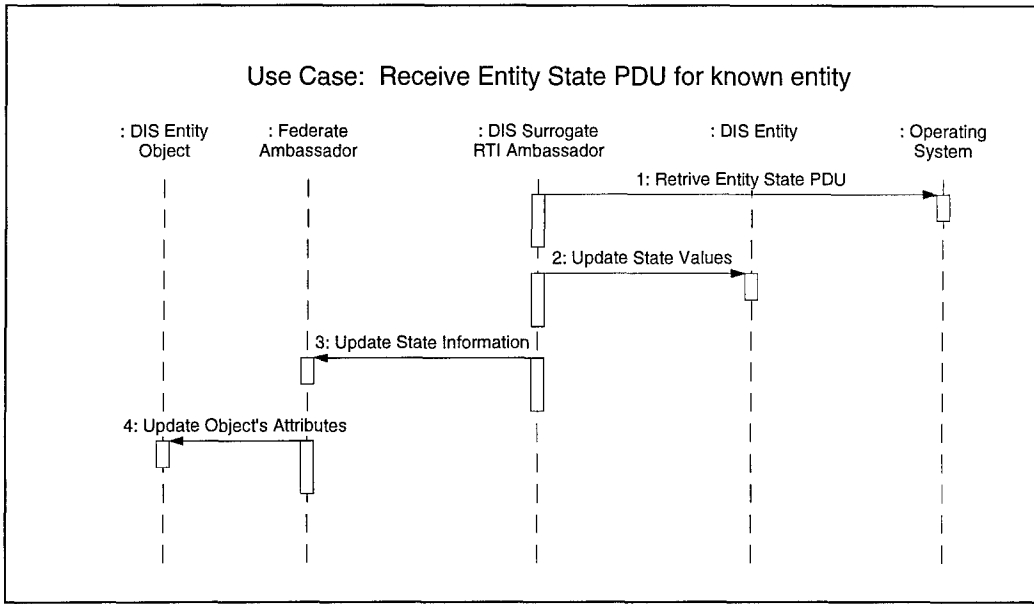 Use Case: Receive Entity State PDU for known entity
: DIS Entity
Object
: Federate
Ambassador
: DIS Surrogate
RTI Ambassador
: DIS Entity
: Operating
System
1: Retrive Entity State PDU
2: Update State Values
3: Update State Information
4: Update Object's Attributes